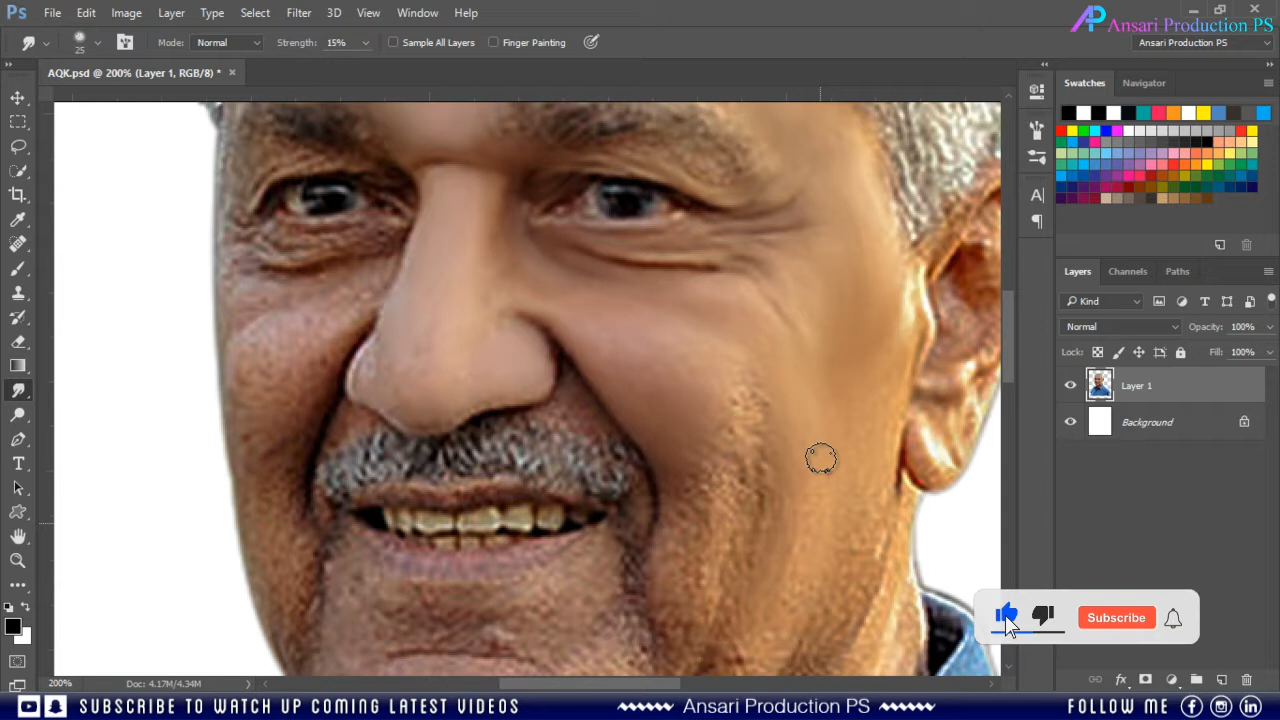 Ps File Edit Image Layer Type Select Filter 3D View Window Help
Ansari Production PS
25 Mode: Normal Strength: 15% Sample All Layers Finger Painting Ansari Production PS
AQK.psd @ 200% (Layer 1, RGB/8) *
Swatches Navigator
Layers Channels Paths
Kind
Normal Opacity: 100%
Lock: Fill: 100%
Layer 1
Background
Subscribe
200% Doc: 4.17M/4.34M
SUBSCRIBE TO WATCH UP COMING LATEST VIDEOS Ansari Production PS FOLLOW ME